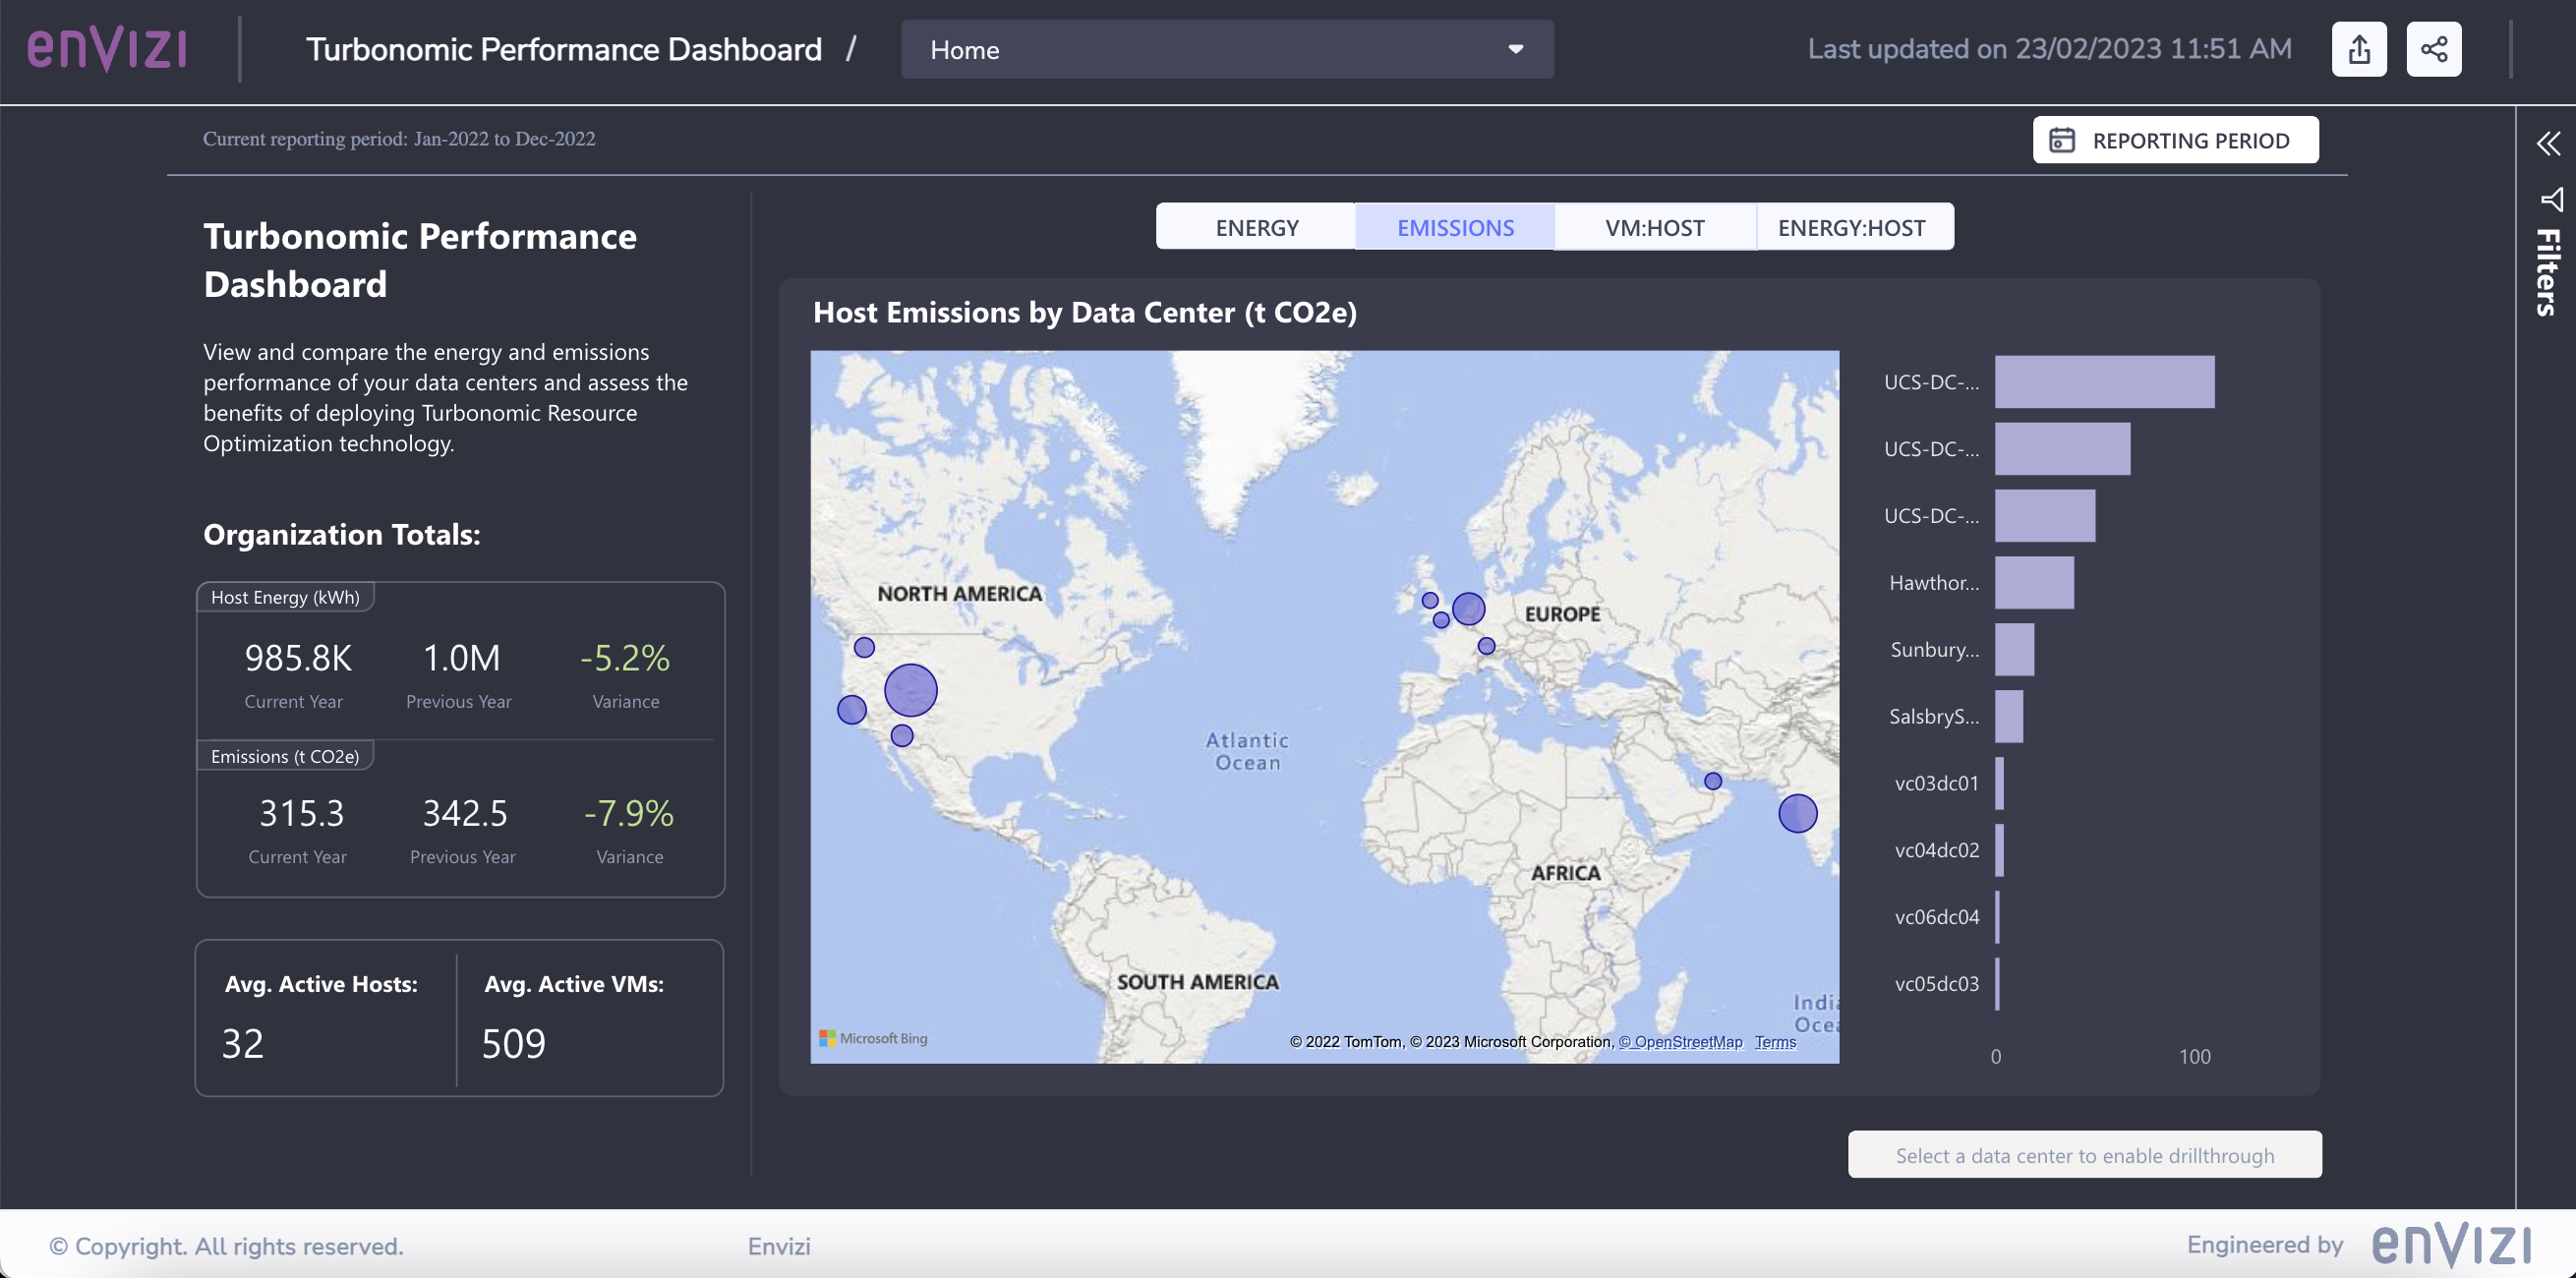 enVIZI
Turbonomic Performance Dashboard /
Home
Last updated on 23/02/2023 11:51 AM
Current reporting period: Jan-2022 to Dec-2022
REPORTING PERIOD
Filters
Turbonomic Performance
Dashboard
View and compare the energy and emissions
performance of your data centers and assess the
benefits of deploying Turbonomic Resource
Optimization technology.
Organization Totals:
Host Energy (kWh)
985.8K 1.0M -5.2%
Current Year Previous Year Variance
Emissions (t CO2e)
315.3 342.5 -7.9%
Current Year Previous Year Variance
Avg. Active Hosts: Avg. Active VMs:
32 509
ENERGY EMISSIONS VM:HOST ENERGY:HOST
Host Emissions by Data Center (t CO2e)
NORTH AMERICA
EUROPE
Atlantic
Ocean
AFRICA
SOUTH AMERICA
India
Ocea
Microsoft Bing
© 2022 TomTom, © 2023 Microsoft Corporation, © OpenStreetMap Terms
UCS-DC-...
UCS-DC-...
UCS-DC-...
Hawthor...
Sunbury...
SalsbryS...
vc03dc01
vc04dc02
vc06dc04
vc05dc03
0 100
Select a data center to enable drillthrough
© Copyright. All rights reserved.
Envizi
Engineered by enVIZI